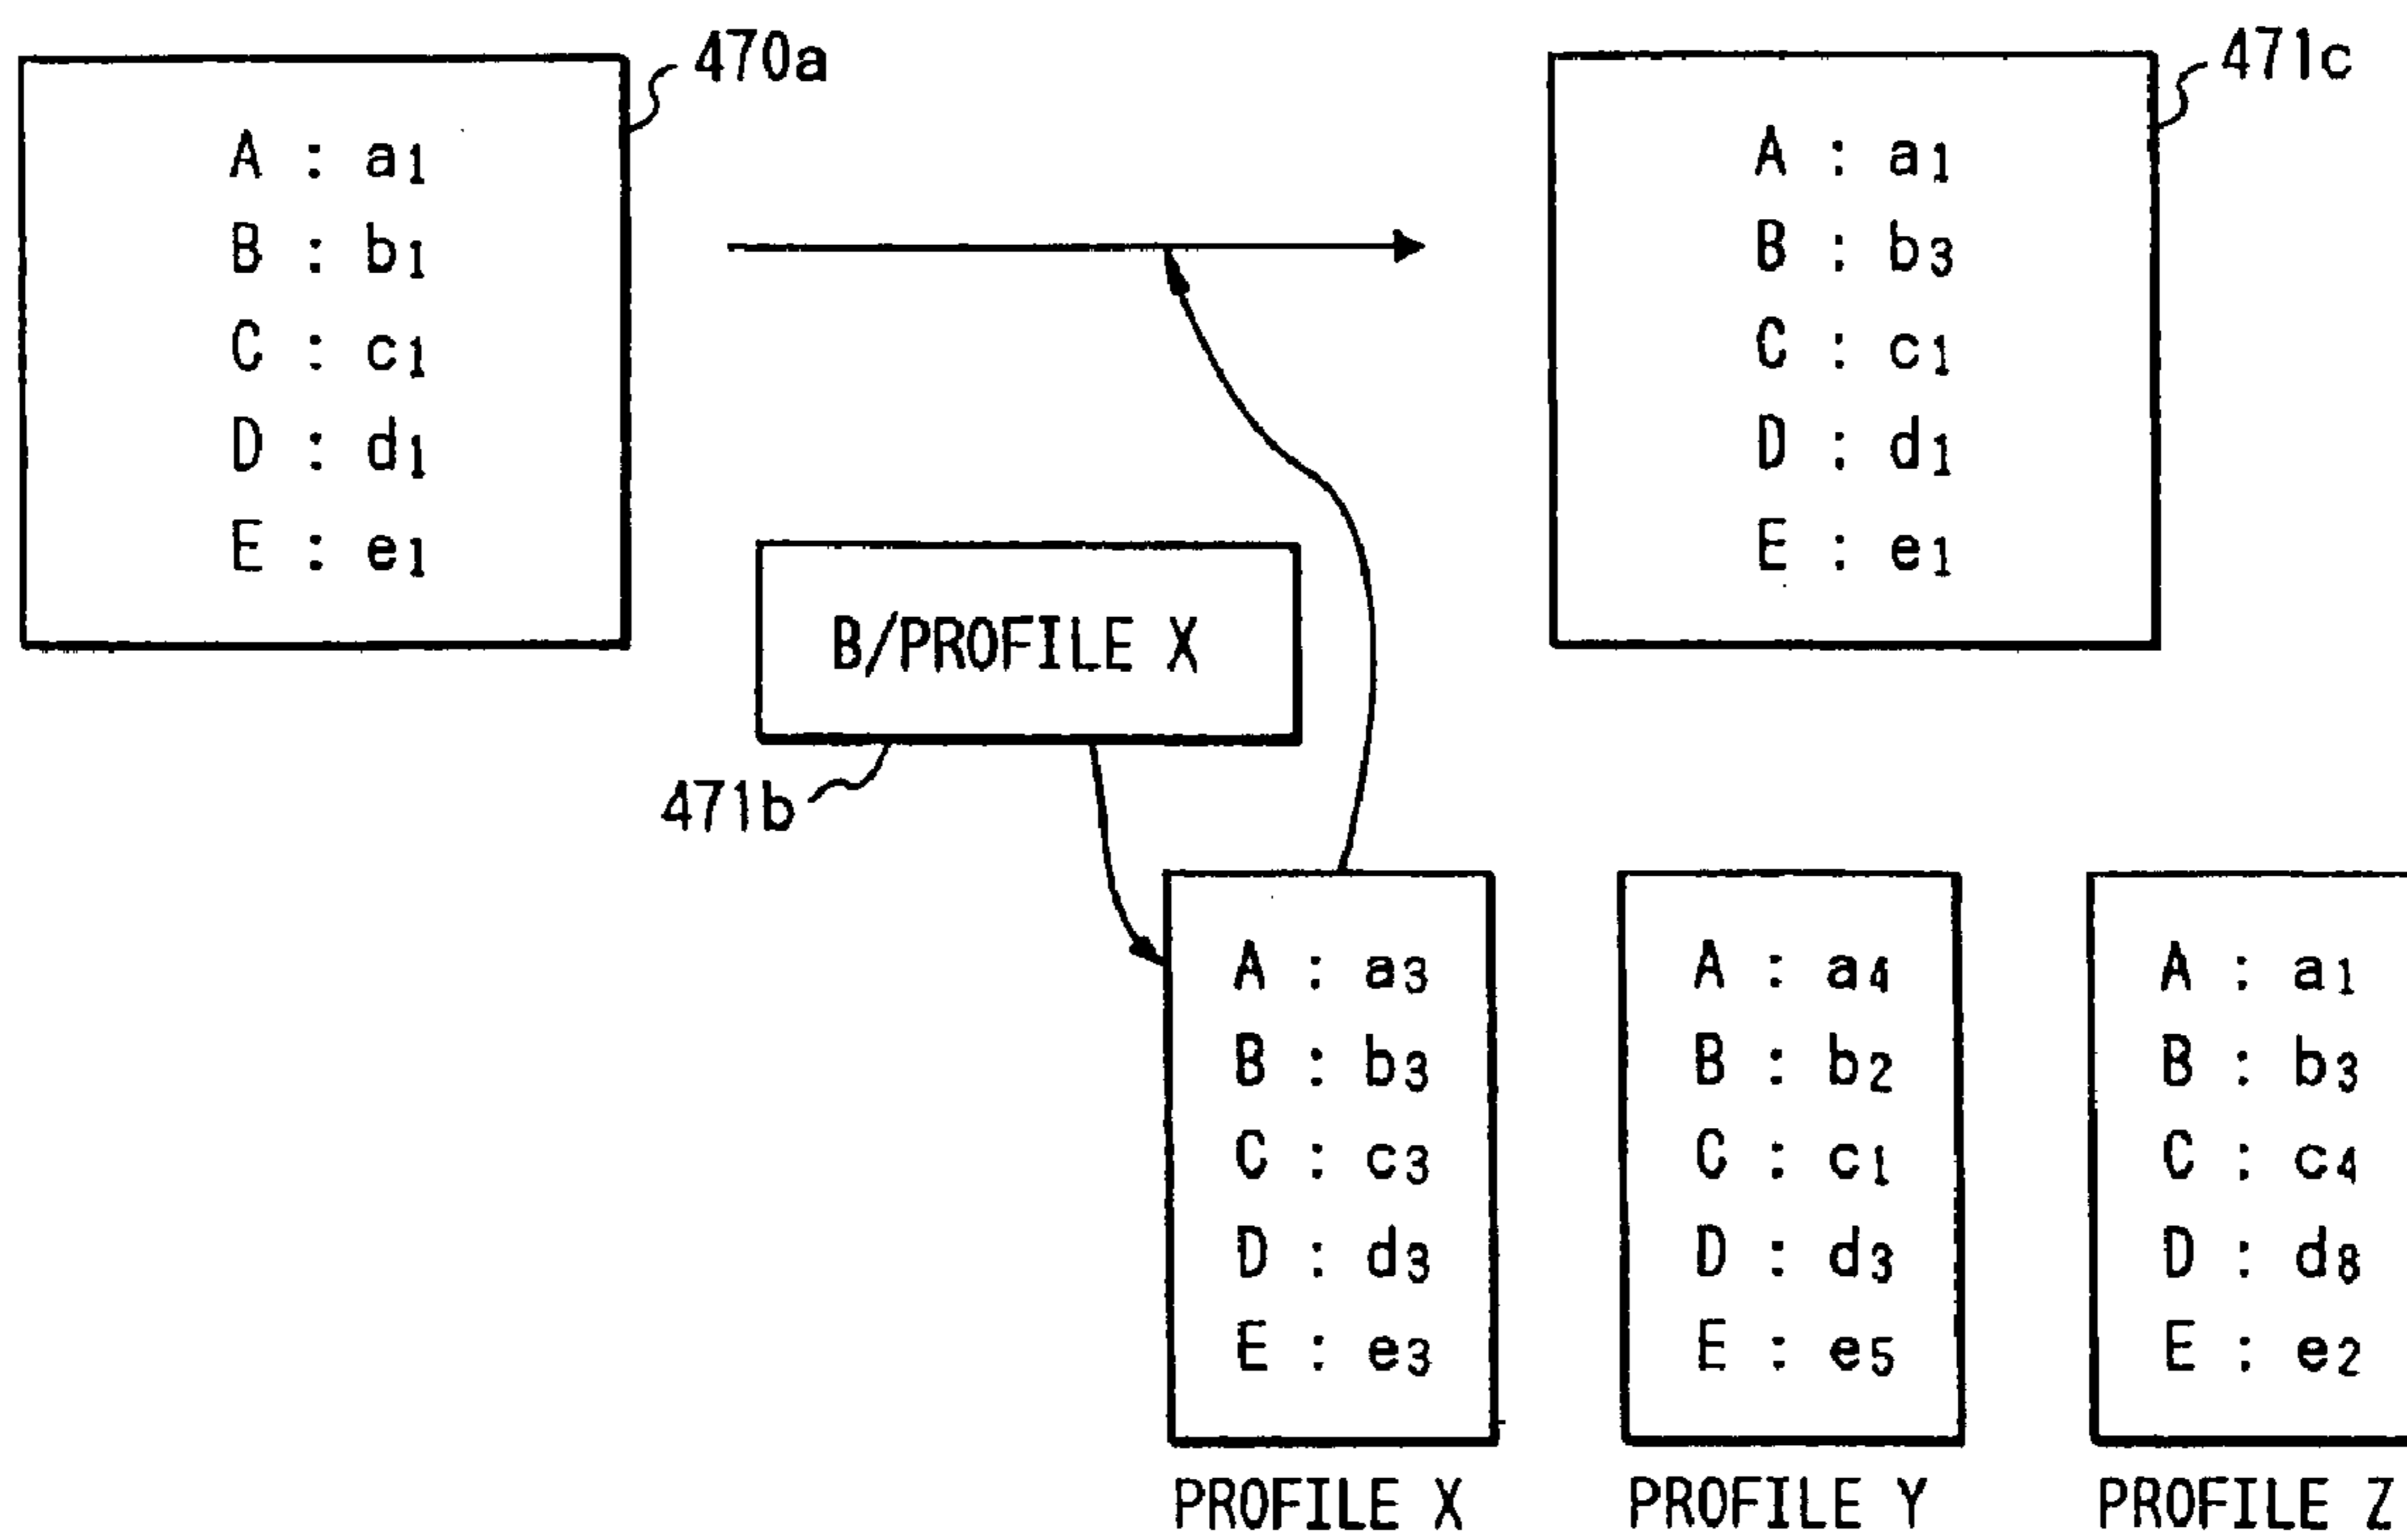 470a
A : a1
B : b1
C : c1
D : d1
E : e1
471c
A : a1
B : b3
C : c1
D : d1
E : e1
B/PROFILE X
471b
A : a3
B : b3
C : c3
D : d3
E : e3
PROFILE X
A : a4
B : b2
C : c1
D : d3
E : e5
PROFILE Y
A : a1
B : b3
C : c4
D : d8
E : e2
PROFILE Z